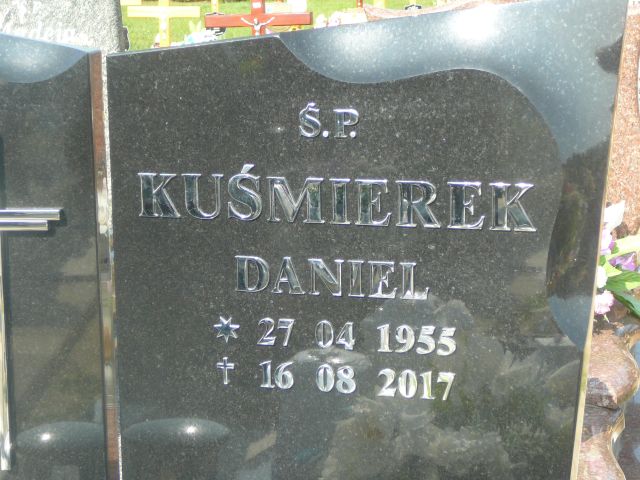 Ś.P.
KUŚMIEREK
DANIEL
* 27 04 1955
† 16 08 2017